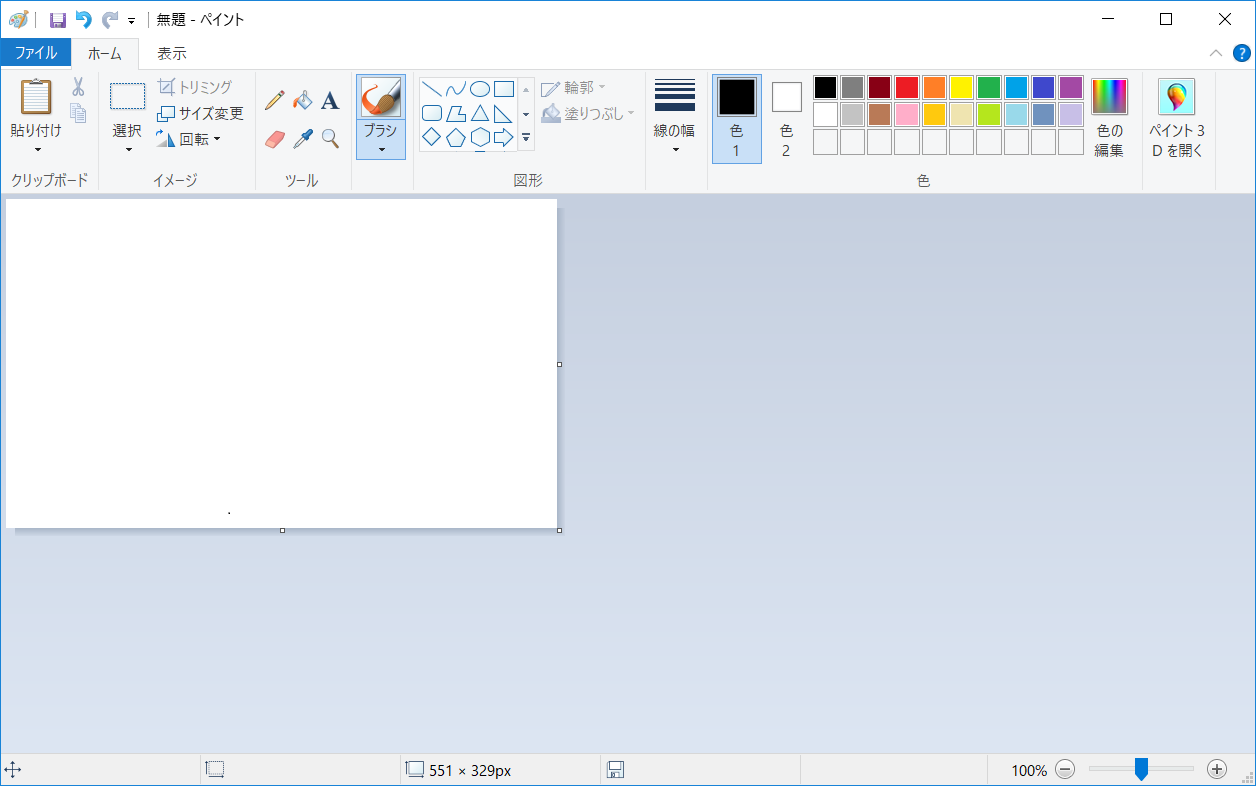 無題 - ペイント
ファイル ホーム 表示
貼り付け
クリップボード
選択
トリミング
サイズ変更
回転
イメージ
A
ツール
ブラシ
輪郭
塗りつぶし
図形
線の幅
色
1
色
2
色の
編集
色
ペイント 3
D を開く
551 × 329px
100%